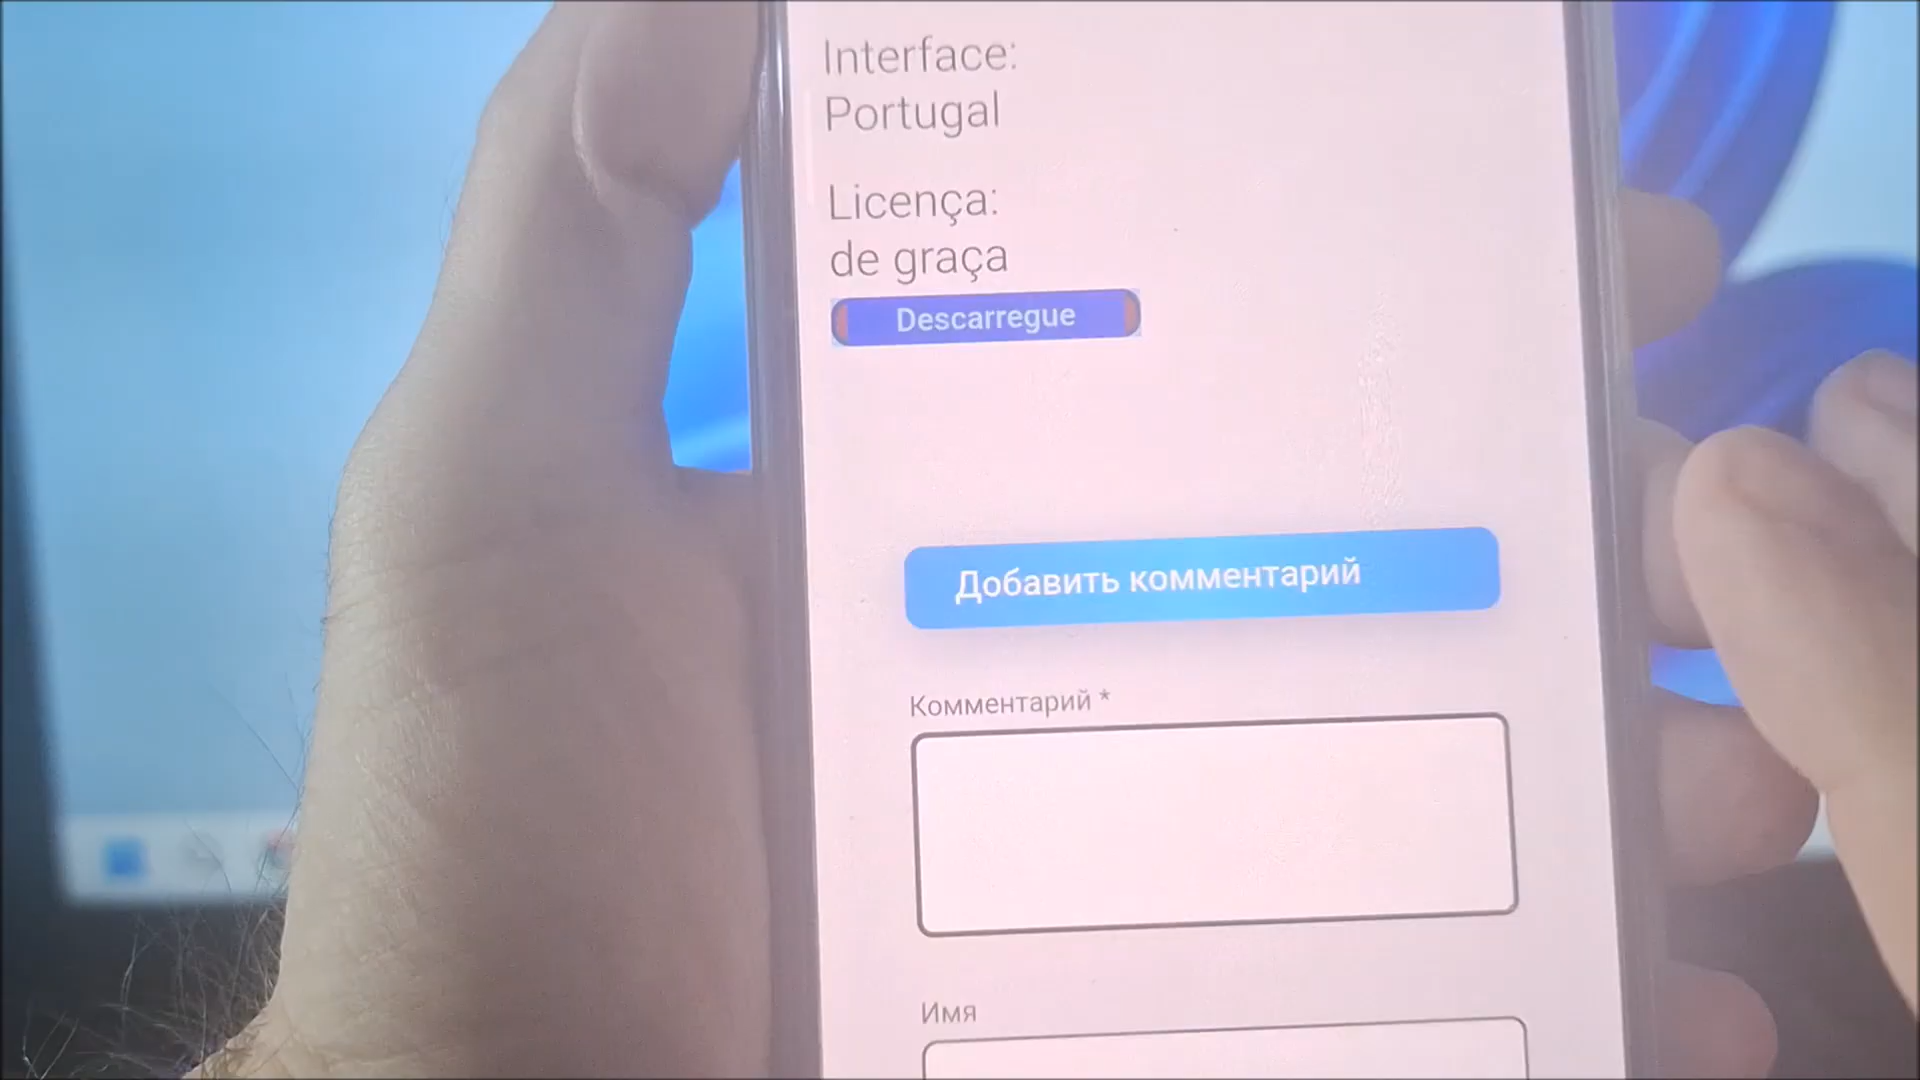 Interface:
Portugal
Licença:
de graça
Descarregue
Добавить комментарий
Комментарий *
Имя